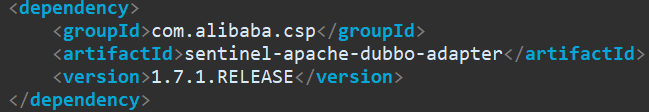 <dependency>
    <groupId>com.alibaba.csp</groupId>
    <artifactId>sentinel-apache-dubbo-adapter</artifactId>
    <version>1.7.1.RELEASE</version>
</dependency>